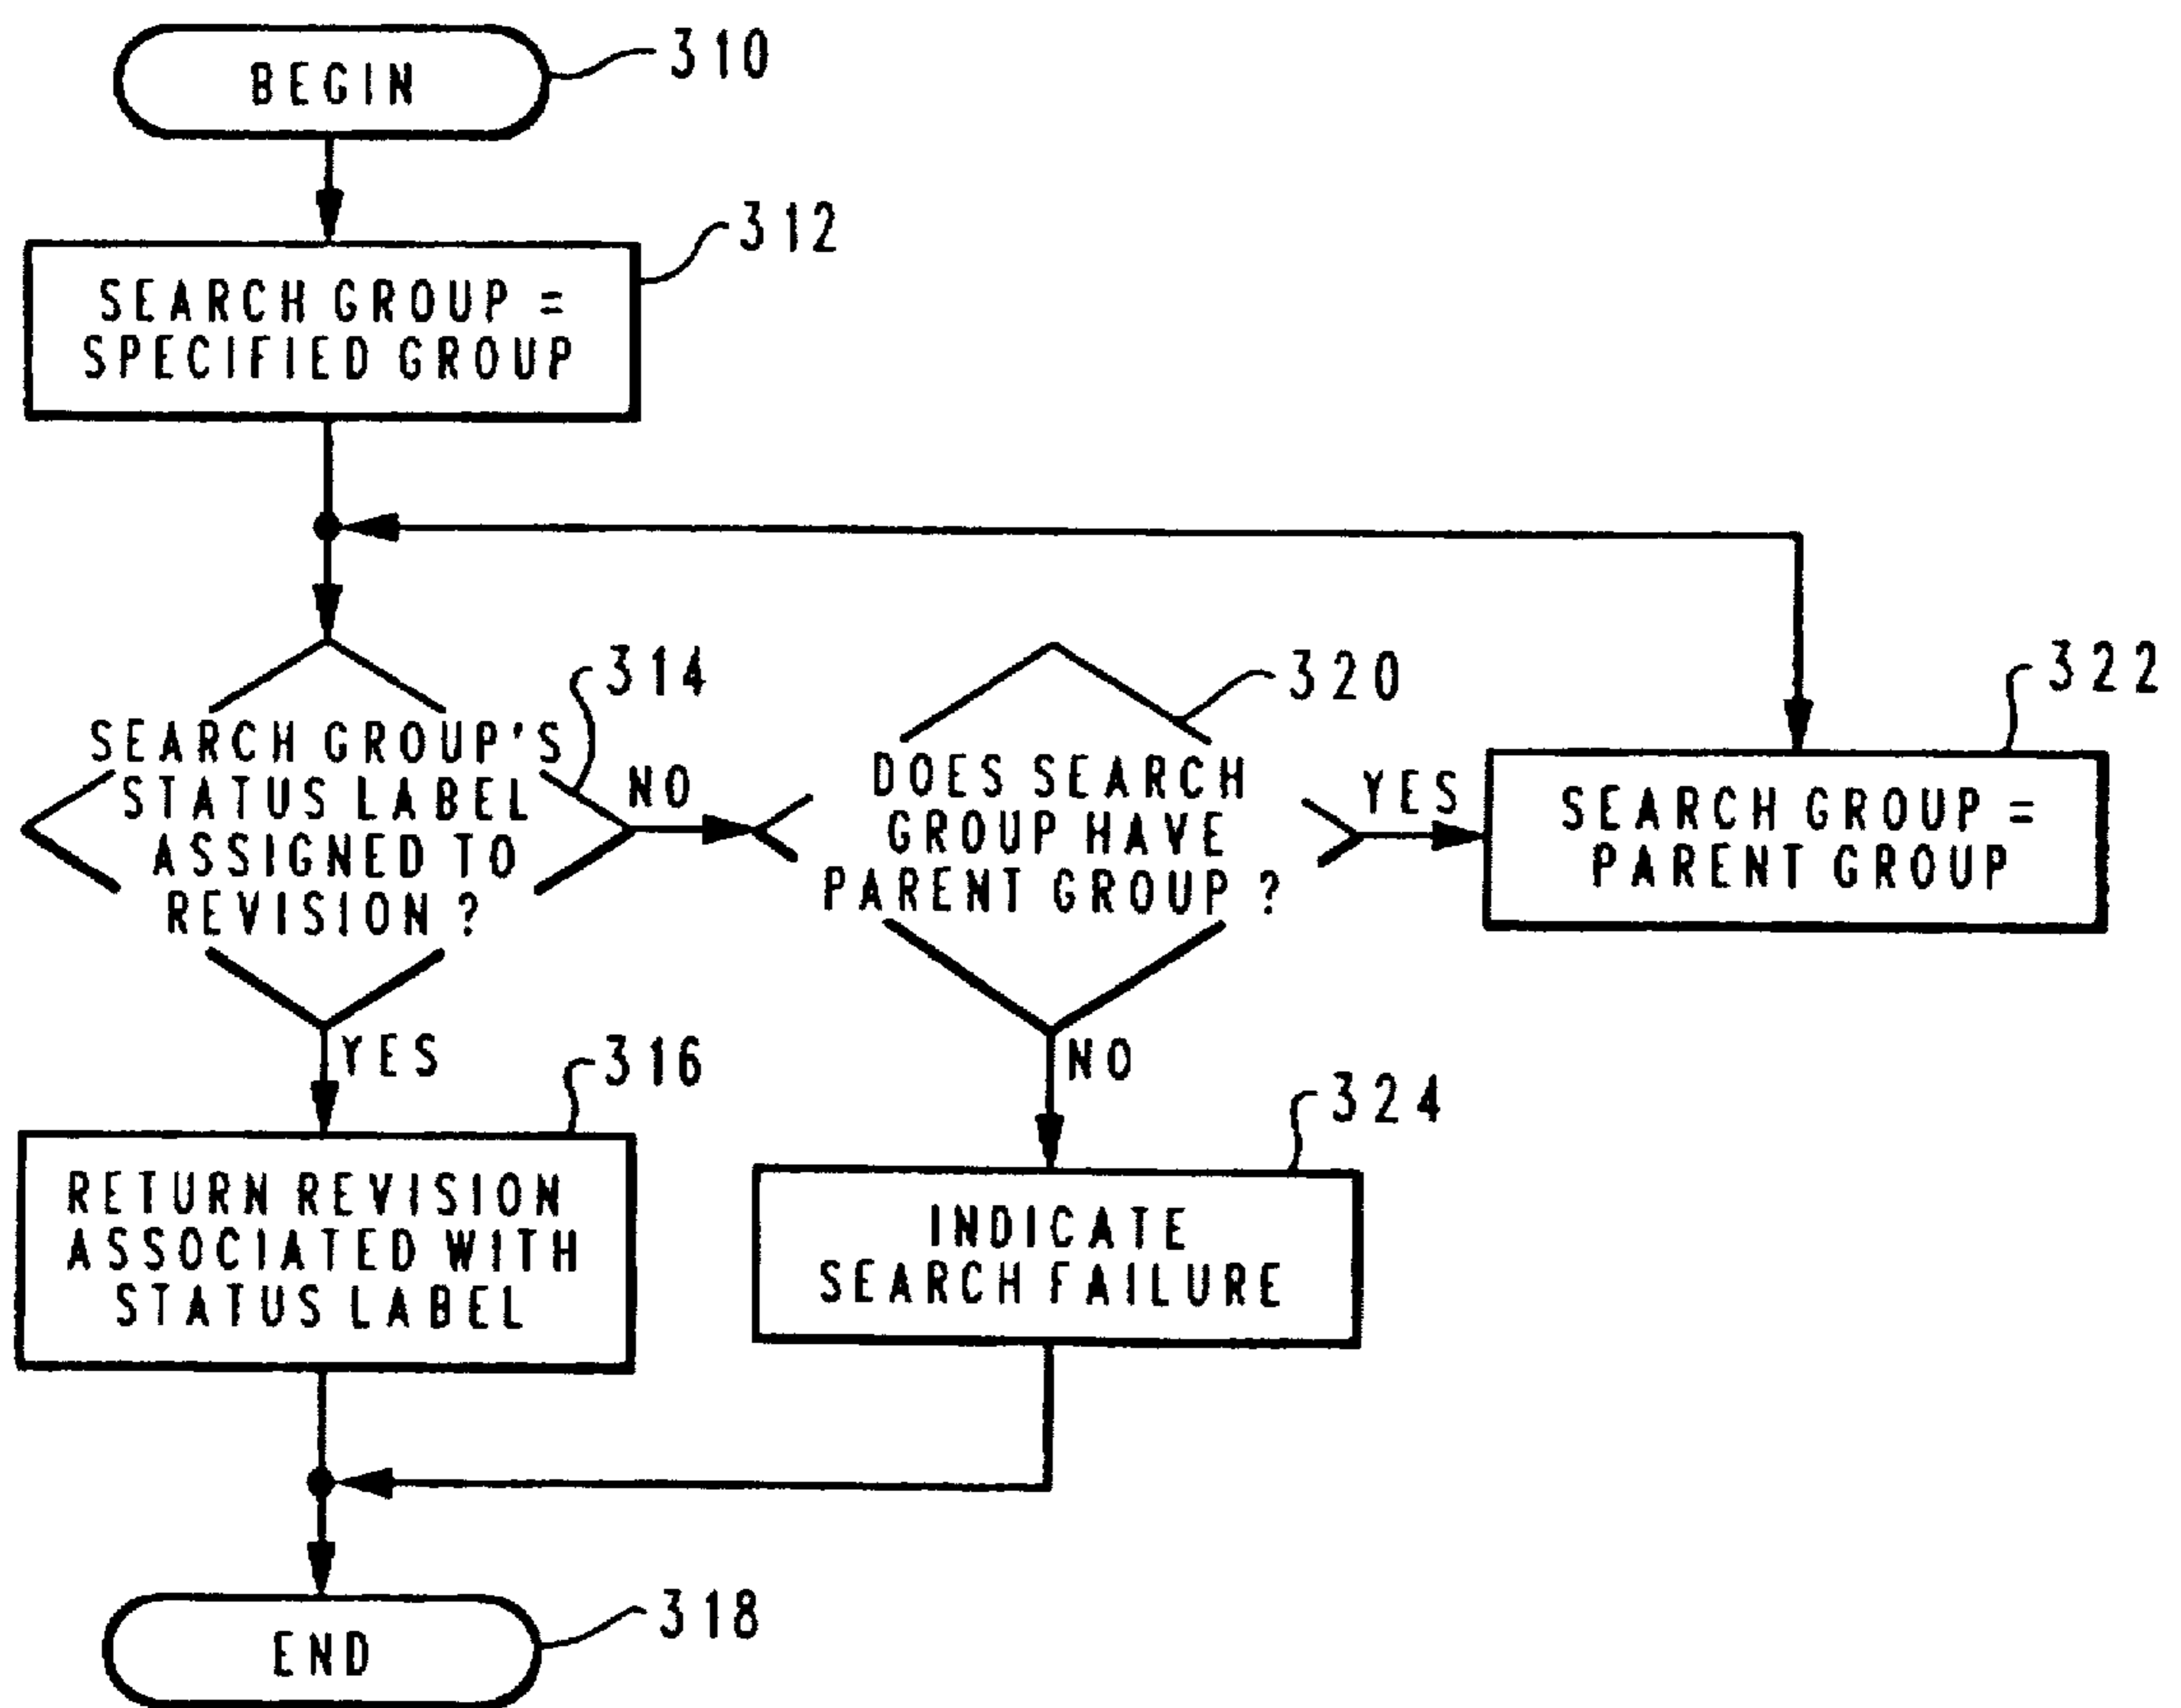 BEGIN
310
SEARCH GROUP =
SPECIFIED GROUP
312
SEARCH GROUP'S
STATUS LABEL
ASSIGNED TO
REVISION ?
314
NO
DOES SEARCH
GROUP HAVE
PARENT GROUP ?
320
YES
SEARCH GROUP =
PARENT GROUP
322
YES
316
RETURN REVISION
ASSOCIATED WITH
STATUS LABEL
NO
324
INDICATE
SEARCH FAILURE
END
318